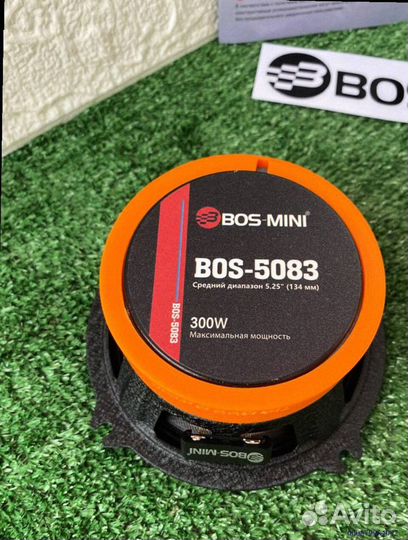 BOS
BOS-MINI®
BOS-5083
Средний диапазон 5.25" (134 мм)
300W
Максимальная мощность
BOS-5083
BOS-MINI
Avito